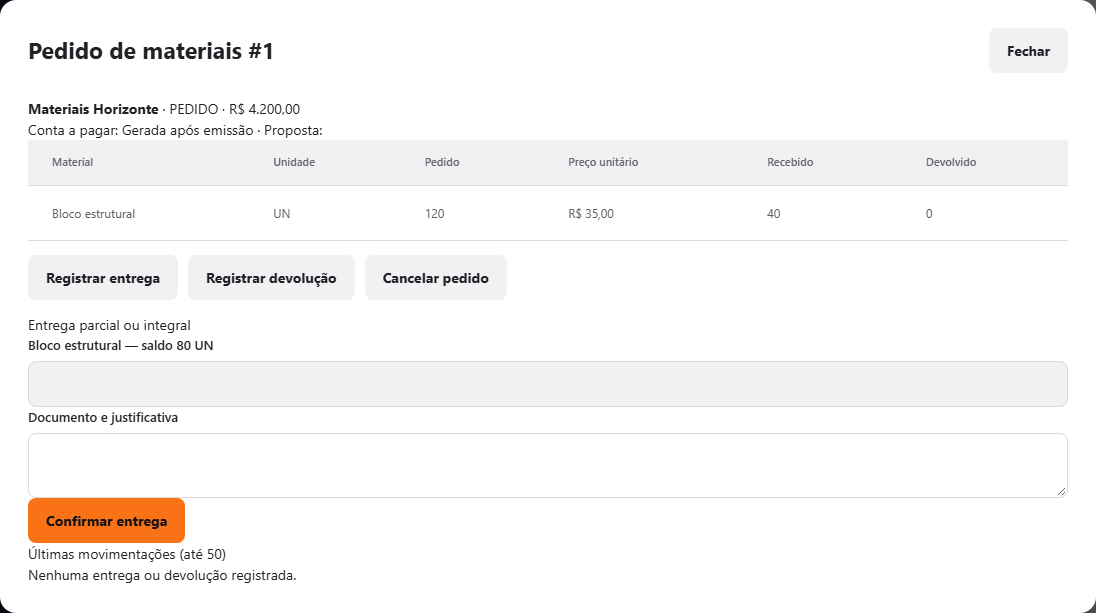 Pedido de materiais #1
Fechar
Materiais Horizonte · PEDIDO · R$ 4.200,00
Conta a pagar: Gerada após emissão · Proposta:
Material Unidade Pedido Preço unitário Recebido Devolvido
Bloco estrutural UN 120 R$ 35,00 40 0
Registrar entrega Registrar devolução Cancelar pedido
Entrega parcial ou integral
Bloco estrutural — saldo 80 UN
Documento e justificativa
Confirmar entrega
Últimas movimentações (até 50)
Nenhuma entrega ou devolução registrada.